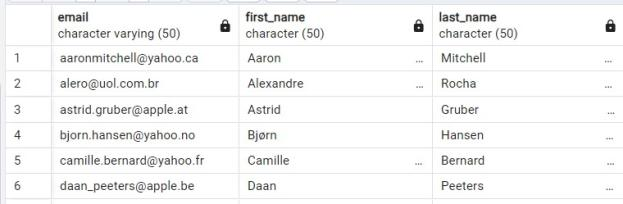 email first_name last_name
character varying (50) character (50) character (50)
1 aaronmitchell@yahoo.ca Aaron ... Mitchell ...
2 alero@uol.com.br Alexandre ... Rocha ...
3 astrid.gruber@apple.at Astrid Gruber ...
4 bjorn.hansen@yahoo.no Bjørn Hansen ...
5 camille.bernard@yahoo.fr Camille ... Bernard ...
6 daan_peeters@apple.be Daan Peeters ...